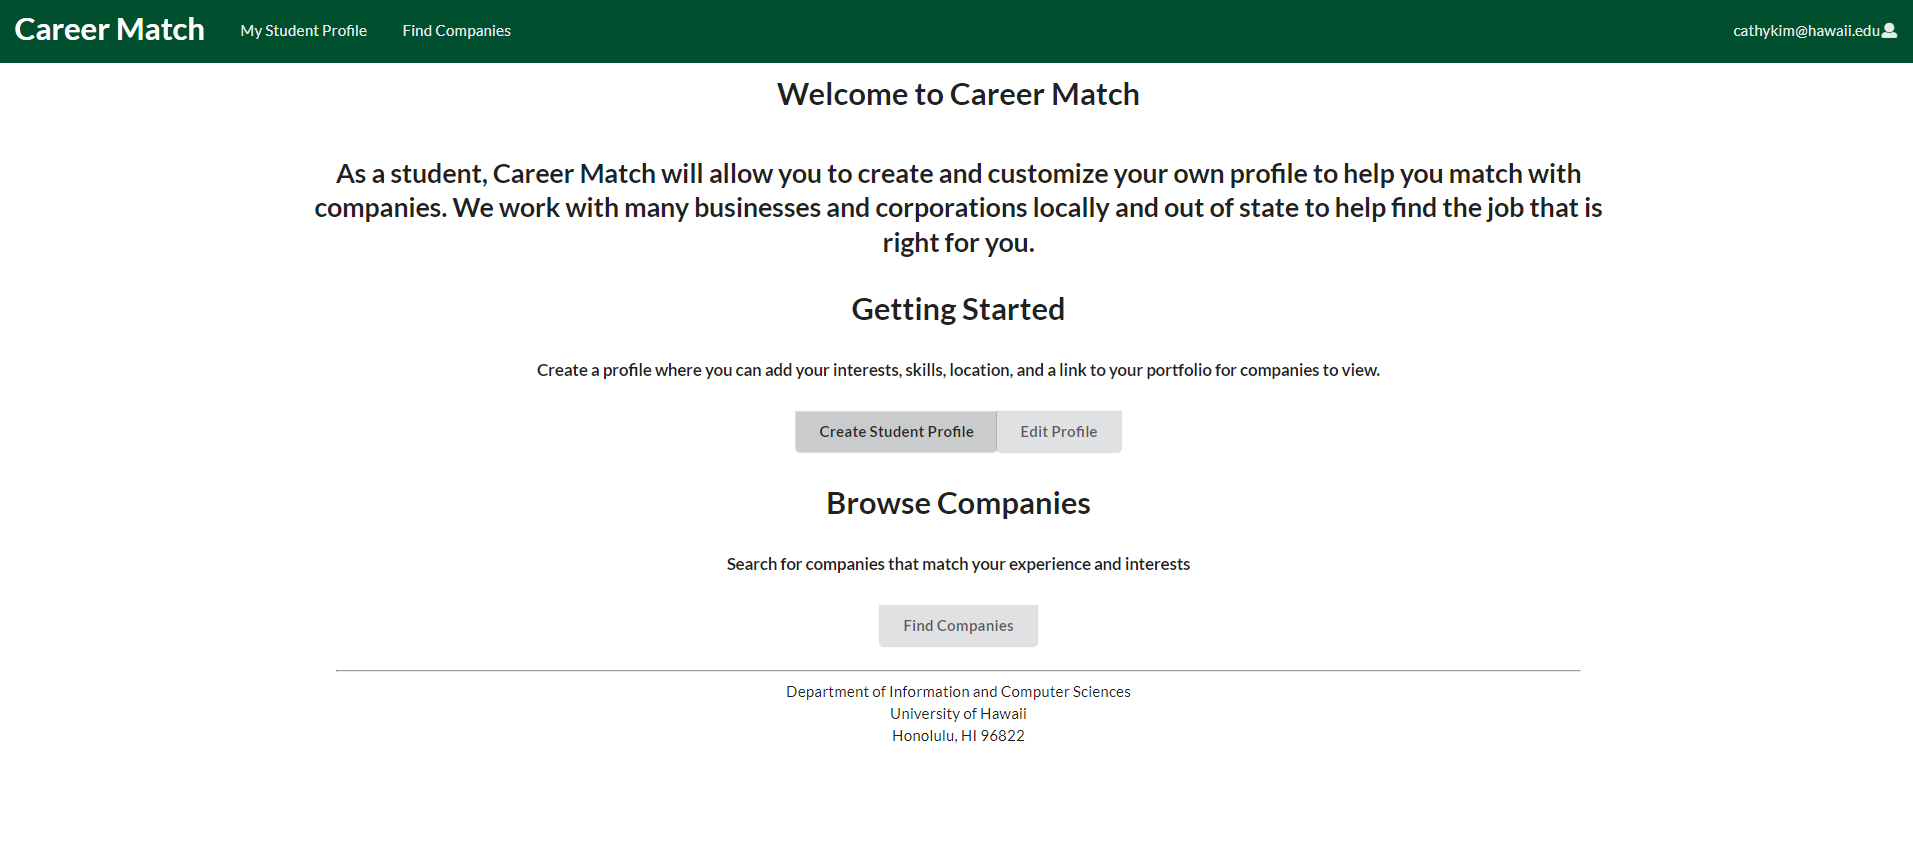 Career Match
My Student Profile
Find Companies
cathykim@hawaii.edu
Welcome to Career Match
As a student, Career Match will allow you to create and customize your own profile to help you match with
companies. We work with many businesses and corporations locally and out of state to help find the job that is
right for you.
Getting Started
Create a profile where you can add your interests, skills, location, and a link to your portfolio for companies to view.
Create Student Profile
Edit Profile
Browse Companies
Search for companies that match your experience and interests
Find Companies
Department of Information and Computer Sciences
University of Hawaii
Honolulu, HI 96822